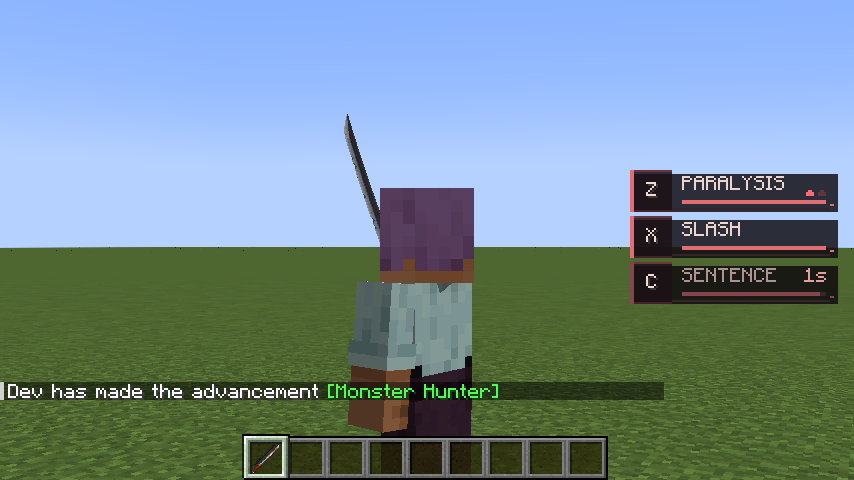 Z PARALYSIS
X SLASH
C SENTENCE 1s
Dev has made the advancement [Monster Hunter]